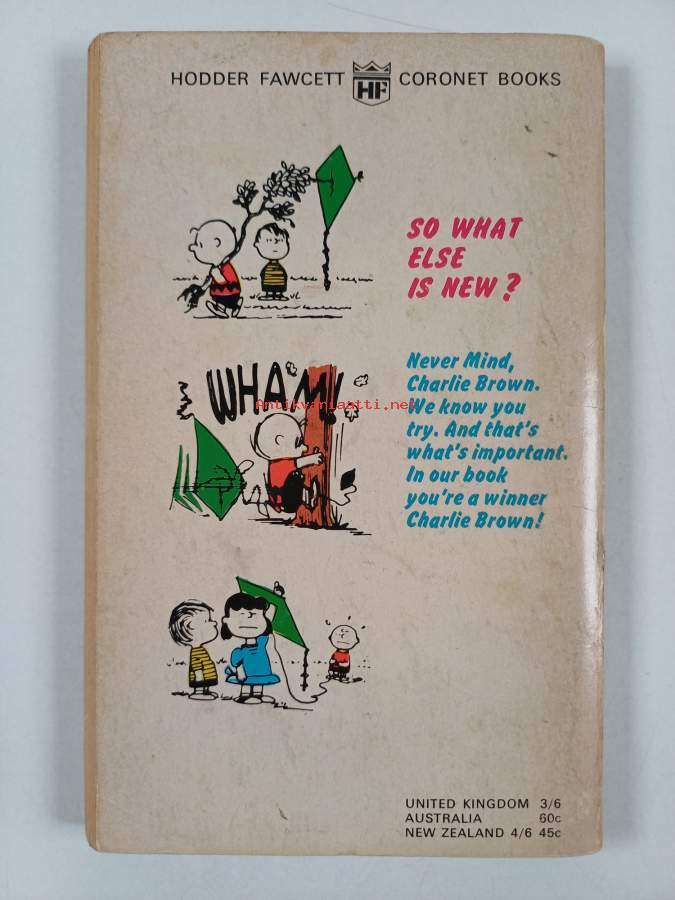 HODDER FAWCETT HF CORONET BOOKS
SO WHAT
ELSE
IS NEW?
WHAM!
Antikvariaatti.net
Never Mind,
Charlie Brown.
We know you
try. And that's
what's important.
In our book
you're a winner
Charlie Brown!
UNITED KINGDOM 3/6
AUSTRALIA 60c
NEW ZEALAND 4/6 45c